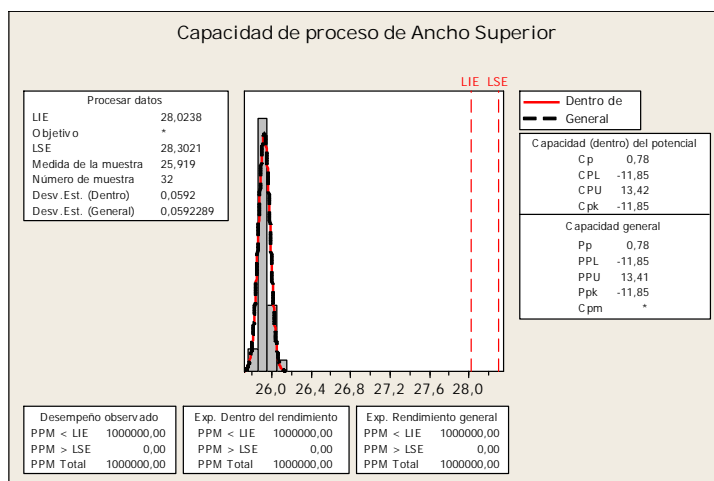 Capacidad de proceso de Ancho Superior
LIE LSE
Procesar datos
LIE 28,0238
Objetivo *
LSE 28,3021
Medida de la muestra 25,919
Número de muestra 32
Desv.Est. (Dentro) 0,0592
Desv.Est. (General) 0,0592289
Dentro de
General
Capacidad (dentro) del potencial
Cp 0,78
CPL -11,85
CPU 13,42
Cpk -11,85
Capacidad general
Pp 0,78
PPL -11,85
PPU 13,41
Ppk -11,85
Cpm *
26,0 26,4 26,8 27,2 27,6 28,0
Desempeño observado
PPM < LIE 1000000,00
PPM > LSE 0,00
PPM Total 1000000,00
Exp. Dentro del rendimiento
PPM < LIE 1000000,00
PPM > LSE 0,00
PPM Total 1000000,00
Exp. Rendimiento general
PPM < LIE 1000000,00
PPM > LSE 0,00
PPM Total 1000000,00